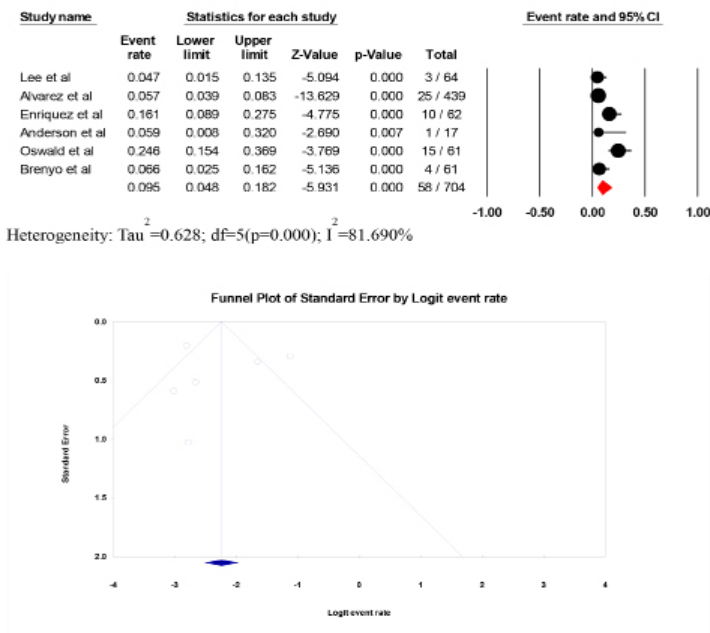 Study name Statistics for each study Event rate and 95% CI
Event rate Lower limit Upper limit Z-Value p-Value Total
Lee et al 0.047 0.015 0.135 -5.094 0.000 3 / 64
Alvarez et al 0.057 0.039 0.083 -13.629 0.000 25 / 439
Enriquez et al 0.161 0.089 0.275 -4.775 0.000 10 / 62
Anderson et al 0.059 0.008 0.320 -2.690 0.007 1 / 17
Oswald et al 0.246 0.154 0.369 -3.769 0.000 15 / 61
Brenyo et al 0.066 0.025 0.162 -5.136 0.000 4 / 61
0.095 0.048 0.182 -5.931 0.000 58 / 704
-1.00 -0.50 0.00 0.50 1.00
Heterogeneity: Tau²=0.628; df=5(p=0.000); I²=81.690%
Funnel Plot of Standard Error by Logit event rate
0.0
0.5
1.0
1.5
2.0
Standard Error
-4 -3 -2 -1 0 1 2 3 4
Logit event rate